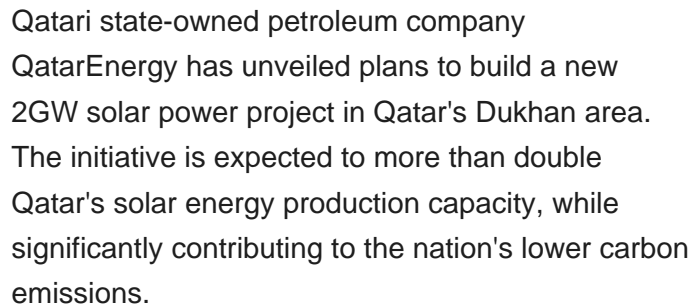 Qatari state-owned petroleum company
QatarEnergy has unveiled plans to build a new
2GW solar power project in Qatar's Dukhan area.
The initiative is expected to more than double
Qatar's solar energy production capacity, while
significantly contributing to the nation's lower carbon
emissions.